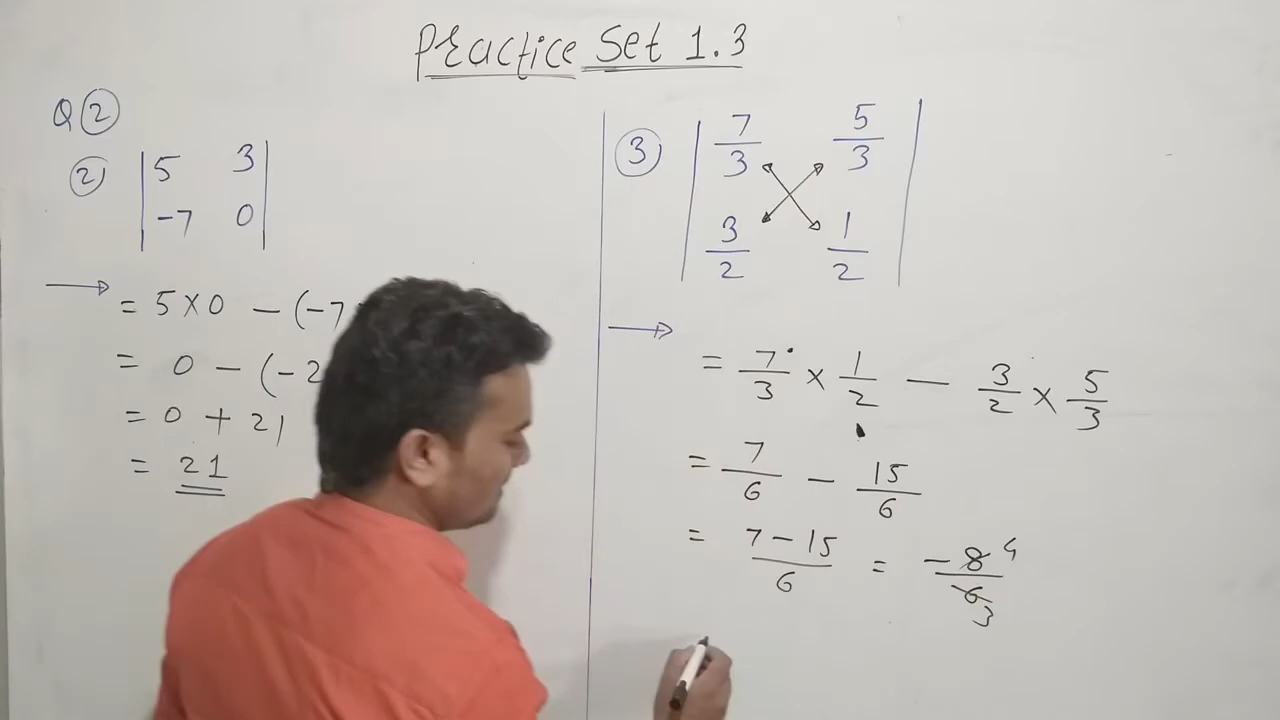 Practice Set 1.3
Q ②
② | 5 3 |
| -7 0 |
= 5 × 0 - (-7
= 0 - (-2
= 0 + 21
= 21
③ | 7/3 5/3 |
| 3/2 1/2 |
= 7/3 × 1/2 - 3/2 × 5/3
= 7/6 - 15/6
= 7-15/6 = -8/6 4 3